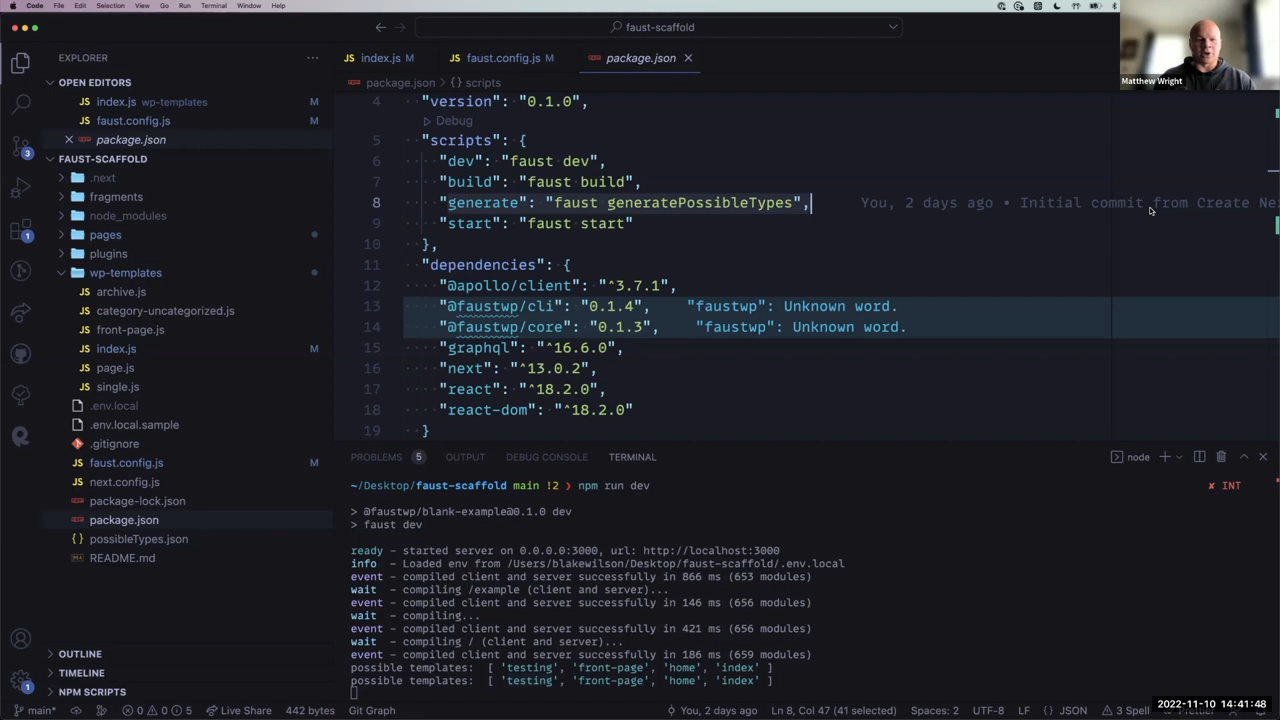 Code File Edit Selection View Go Run Terminal Window Help
faust-scaffold
Matthew Wright
EXPLORER
OPEN EDITORS
JS index.js wp-templates M
JS faust.config.js M
package.json
FAUST-SCAFFOLD
.next
fragments
node_modules
pages
plugins
wp-templates
JS archive.js
JS category-uncategorized.js
JS front-page.js
JS index.js M
JS page.js
JS single.js
.env.local
.env.local.sample
.gitignore
JS faust.config.js M
JS next.config.js
package-lock.json
package.json
{} possibleTypes.json
README.md
OUTLINE
TIMELINE
NPM SCRIPTS
3
1
1
JS index.js M
JS faust.config.js M
package.json
package.json {} scripts
4 "version": "0.1.0",
Debug
5 "scripts": {
6 "dev": "faust dev",
7 "build": "faust build",
8 "generate": "faust generatePossibleTypes", You, 2 days ago • Initial commit from Create Ne
9 "start": "faust start"
10 },
11 "dependencies": {
12 "@apollo/client": "^3.7.1",
13 "@faustwp/cli": "0.1.4", "faustwp": Unknown word.
14 "@faustwp/core": "0.1.3", "faustwp": Unknown word.
15 "graphql": "^16.6.0",
16 "next": "^13.0.2",
17 "react": "^18.2.0",
18 "react-dom": "^18.2.0"
19 }
PROBLEMS 5 OUTPUT DEBUG CONSOLE TERMINAL node
~/Desktop/faust-scaffold main !2 ❯ npm run dev ✘ INT
> @faustwp/blank-example@0.1.0 dev
> faust dev
ready - started server on 0.0.0.0:3000, url: http://localhost:3000
info - Loaded env from /Users/blakewilson/Desktop/faust-scaffold/.env.local
event - compiled client and server successfully in 866 ms (653 modules)
wait - compiling /example (client and server)...
event - compiled client and server successfully in 146 ms (656 modules)
wait - compiling...
event - compiled client and server successfully in 421 ms (656 modules)
wait - compiling / (client and server)...
event - compiled client and server successfully in 186 ms (659 modules)
possible templates: [ 'testing', 'front-page', 'home', 'index' ]
possible templates: [ 'testing', 'front-page', 'home', 'index' ]
main* 0 0 5 Live Share 442 bytes Git Graph You, 2 days ago Ln 8, Col 47 (41 selected) Spaces: 2 UTF-8 LF {} JSON 3 Spell
2022-11-10 14:41:48